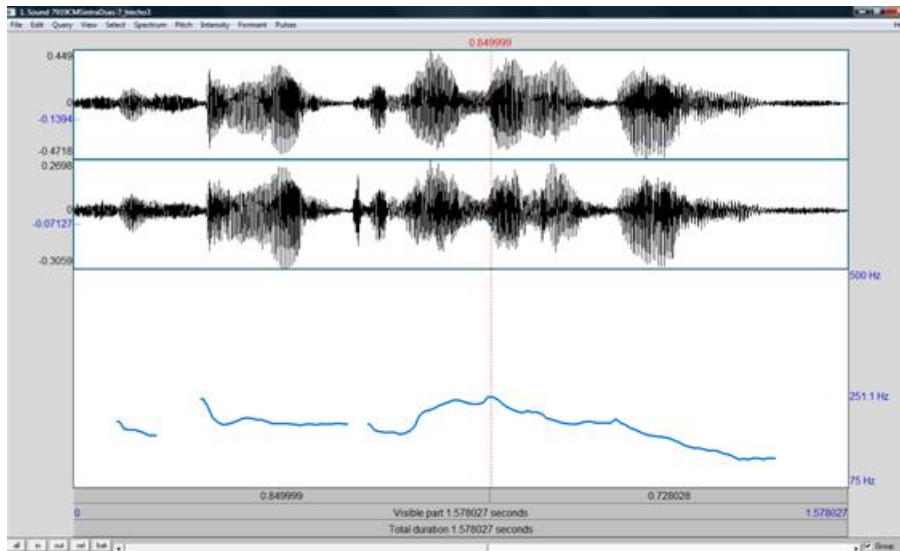 1. Sound 7919CMSintraDuas-7_trecho3
File Edit Query View Select Spectrum Pitch Intensity Formant Pulses
0.849999
0.449
0
-0.1394
-0.4718
0.2698
0
-0.07127
-0.3059
500 Hz
251.1 Hz
75 Hz
0.849999 0.728028
0 Visible part 1.578027 seconds 1.578027
Total duration 1.578027 seconds
all in out sel bak Group